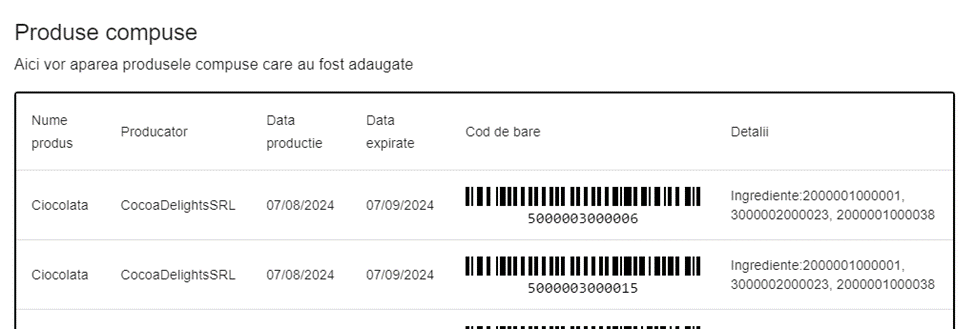 Produse compuse
Aici vor aparea produsele compuse care au fost adaugate
Nume produs Producator Data productie Data expirate Cod de bare Detalii
Ciocolata CocoaDelightsSRL 07/08/2024 07/09/2024 5000003000006 Ingrediente:2000001000001,
3000002000023, 2000001000038
Ciocolata CocoaDelightsSRL 07/08/2024 07/09/2024 5000003000015 Ingrediente:2000001000001,
3000002000023, 2000001000038